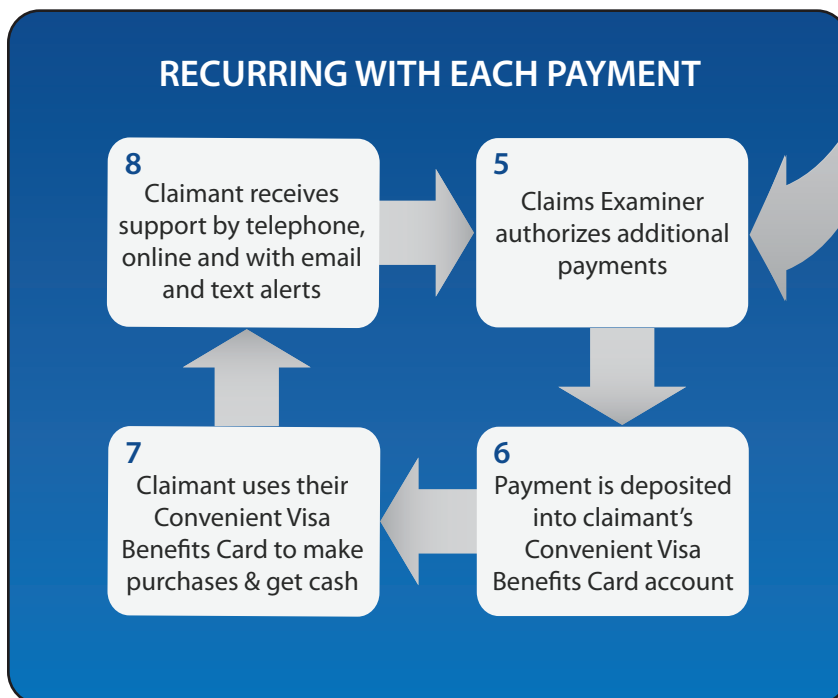 RECURRING WITH EACH PAYMENT
5
Claims Examiner
authorizes additional
payments
6
Payment is deposited
into claimant’s
Convenient Visa
Benefits Card account
7
Claimant uses their
Convenient Visa
Benefits Card to make
purchases & get cash
8
Claimant receives
support by telephone,
online and with email
and text alerts